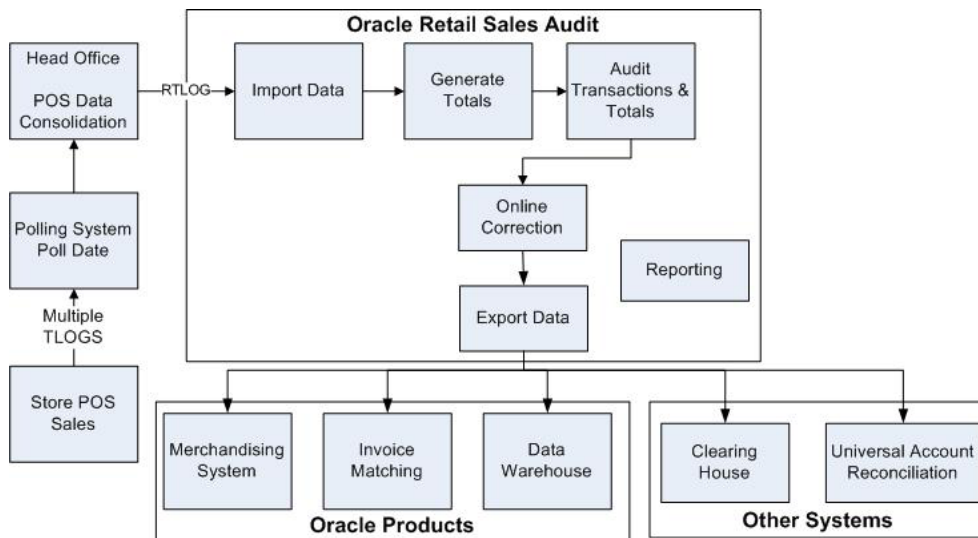 Oracle Retail Sales Audit
Head Office
POS Data
Consolidation
RTLOG
Import Data
Generate
Totals
Audit
Transactions &
Totals
Polling System
Poll Date
Online
Correction
Reporting
Multiple
TLOGS
Export Data
Store POS
Sales
Merchandising
System
Invoice
Matching
Data
Warehouse
Oracle Products
Clearing
House
Universal Account
Reconciliation
Other Systems